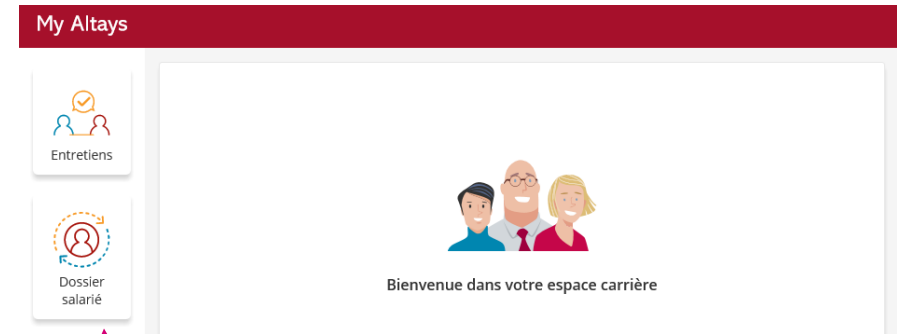 My Altays
Entretiens
Dossier
salarié
Bienvenue dans votre espace carrière